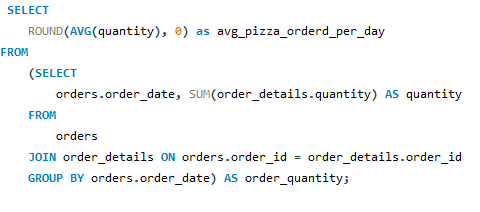 SELECT
ROUND(AVG(quantity), 0) as avg_pizza_orderd_per_day
FROM
(SELECT
orders.order_date, SUM(order_details.quantity) AS quantity
FROM
orders
JOIN order_details ON orders.order_id = order_details.order_id
GROUP BY orders.order_date) AS order_quantity;